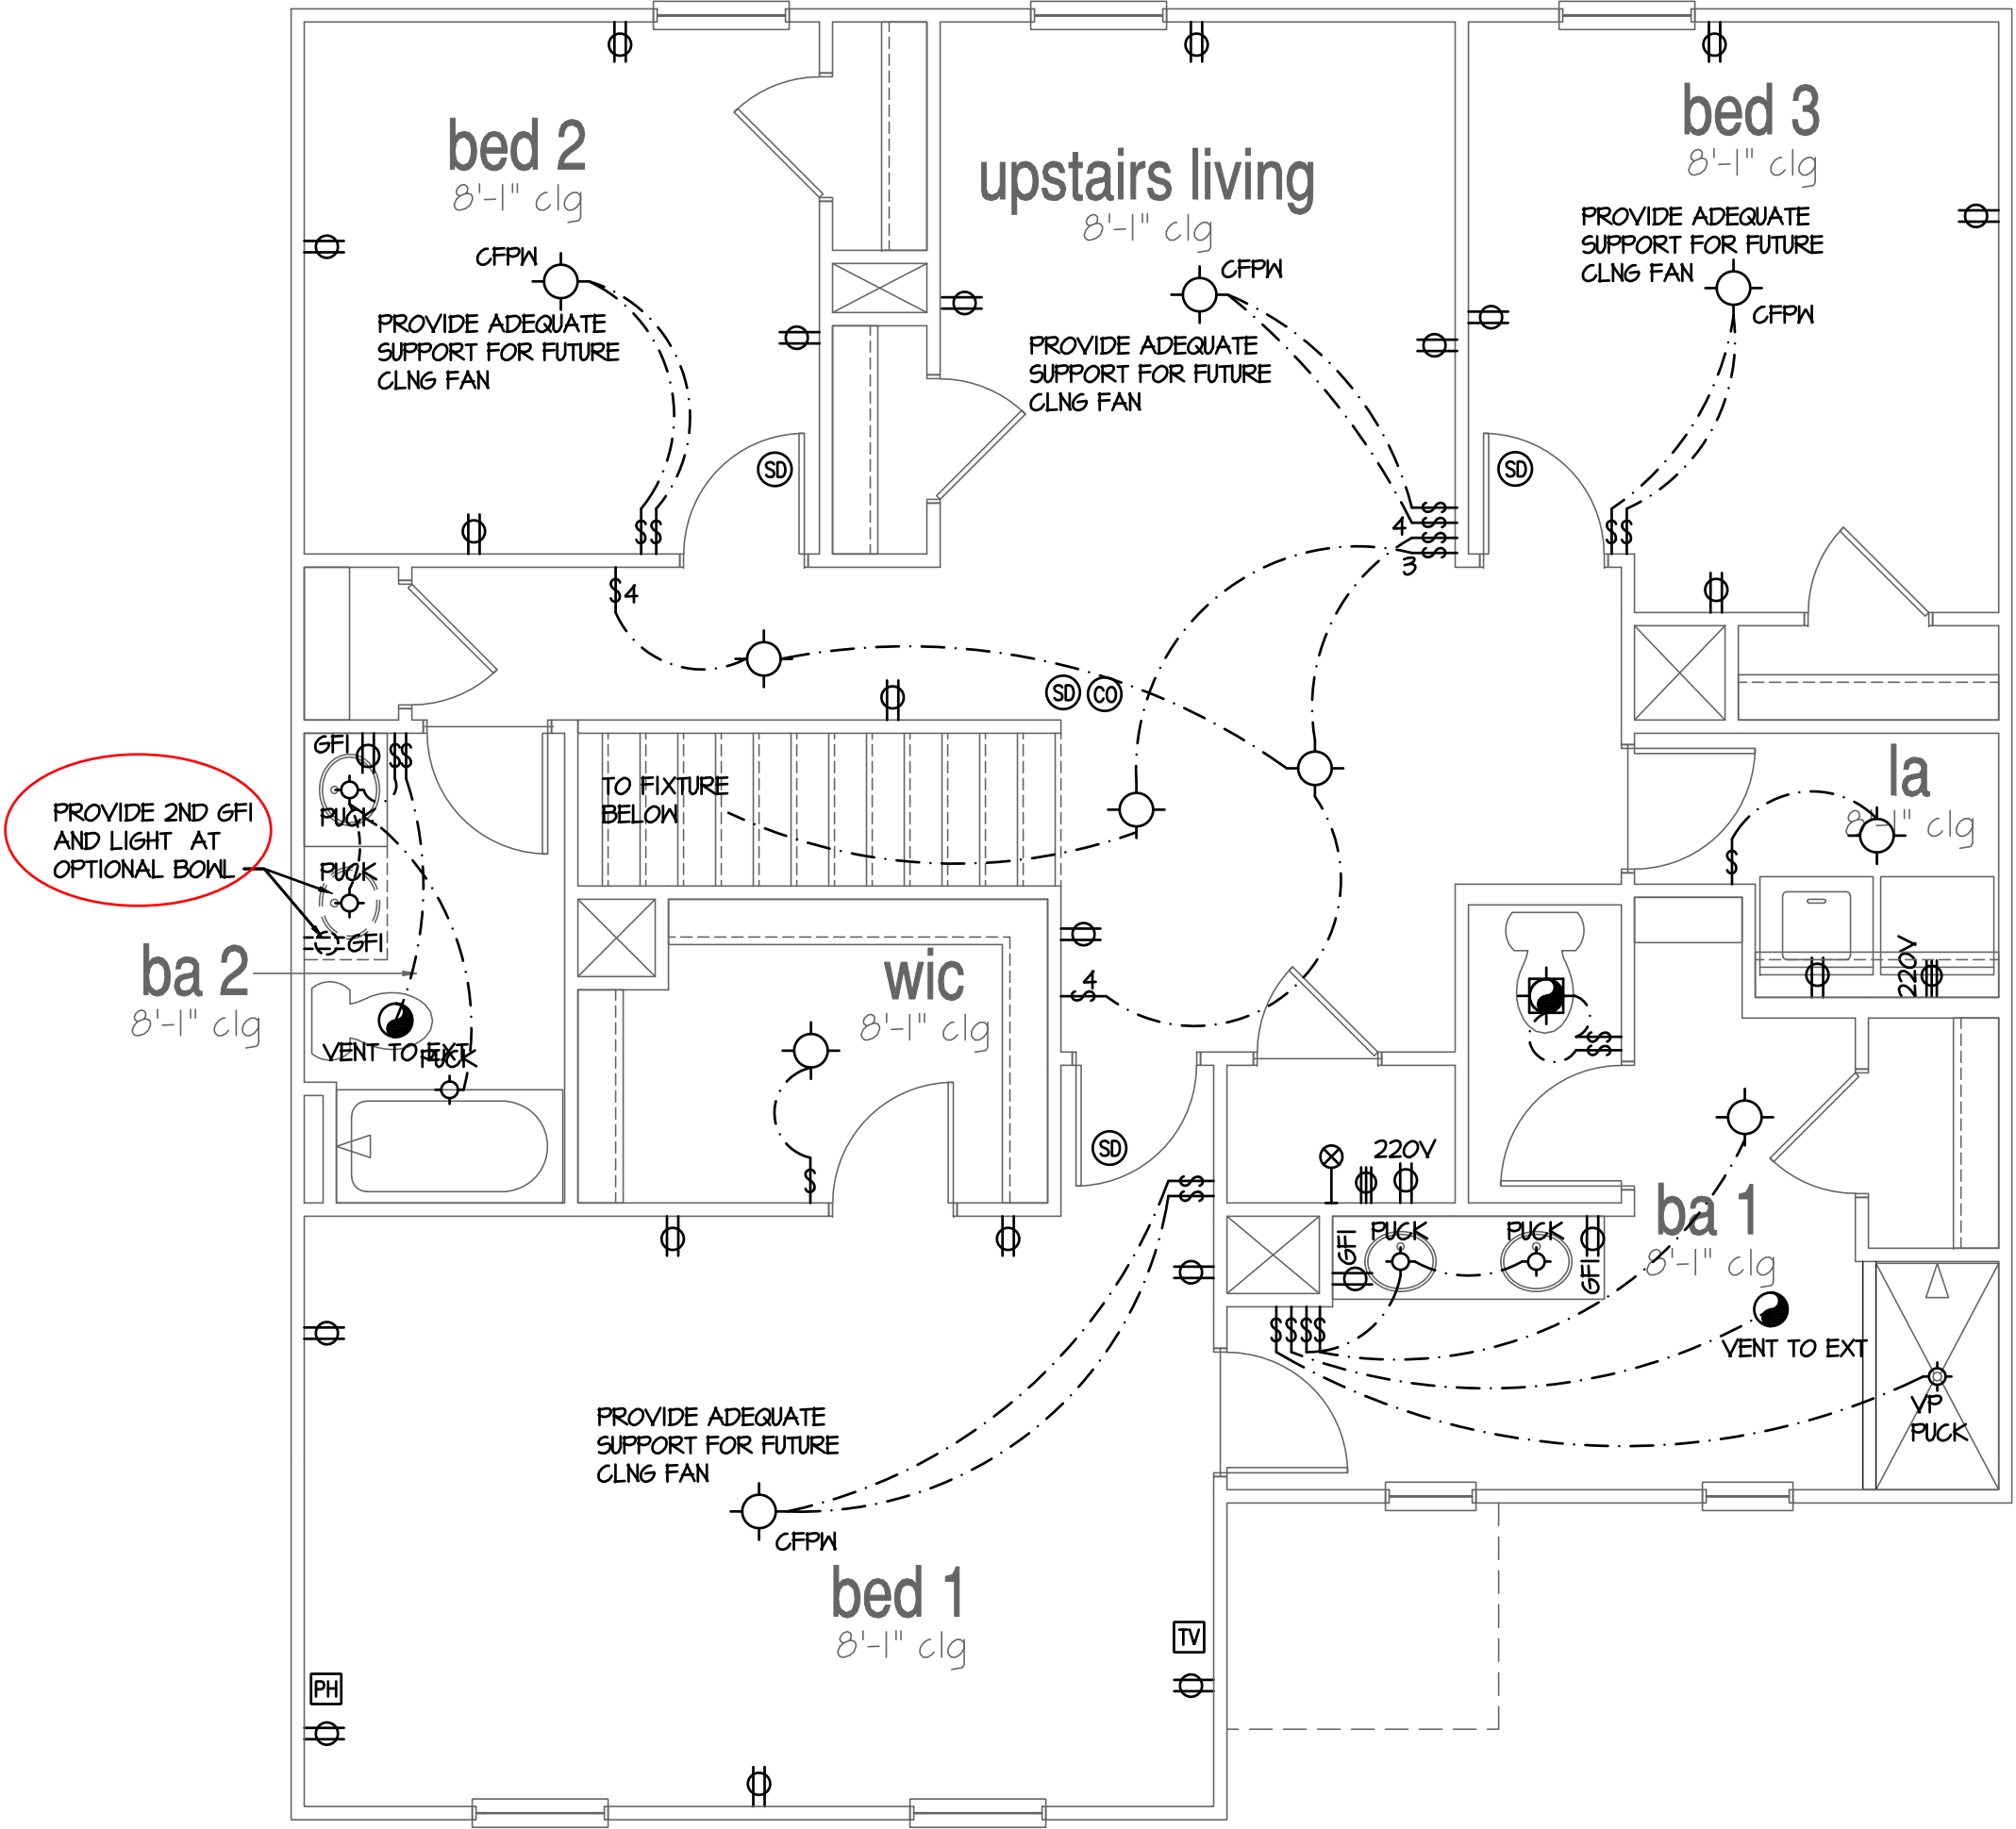 bed 2
8'-1" clg
CFPW
PROVIDE ADEQUATE
SUPPORT FOR FUTURE
CLNG FAN
SD
$$
upstairs living
8'-1" clg
CFPW
PROVIDE ADEQUATE
SUPPORT FOR FUTURE
CLNG FAN
$
$
4
$
$
3
bed 3
8'-1" clg
PROVIDE ADEQUATE
SUPPORT FOR FUTURE
CLNG FAN
CFPW
SD
$$
$4
SD
CO
TO FIXTURE
BELOW
GFI
$$
PUCK
PUCK
GFI
PROVIDE 2ND GFI
AND LIGHT AT
OPTIONAL BOWL
ba 2
8'-1" clg
VENT TO EXT
PUCK
wic
8'-1" clg
$
4
$
SD
la
8'-1" clg
$
220V
$
$
220V
$
$
GFI
PUCK
PUCK
GFI
ba 1
8'-1" clg
$$$$
VENT TO EXT
VP
PUCK
PROVIDE ADEQUATE
SUPPORT FOR FUTURE
CLNG FAN
CFPW
bed 1
8'-1" clg
TV
PH